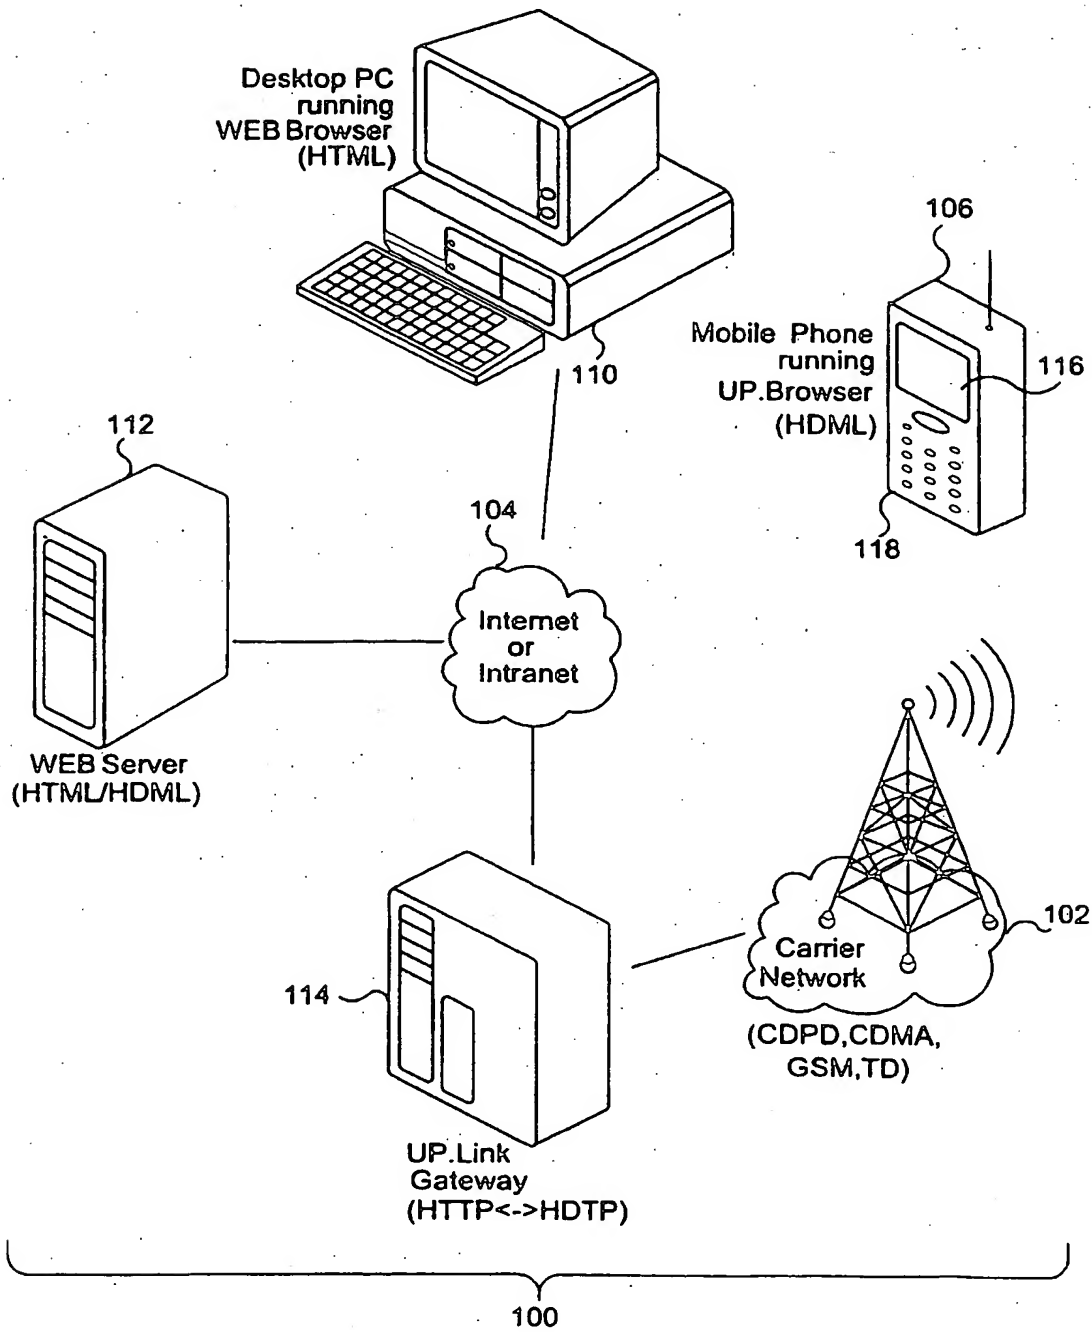 Desktop PC
running
WEB Browser
(HTML)
110
106
Mobile Phone
running
UP.Browser
(HDML)
116
118
112
WEB Server
(HTML/HDML)
104
Internet
or
Intranet
114
UP.Link
Gateway
(HTTP<->HDTP)
102
Carrier
Network
(CDPD,CDMA,
GSM,TD)
100